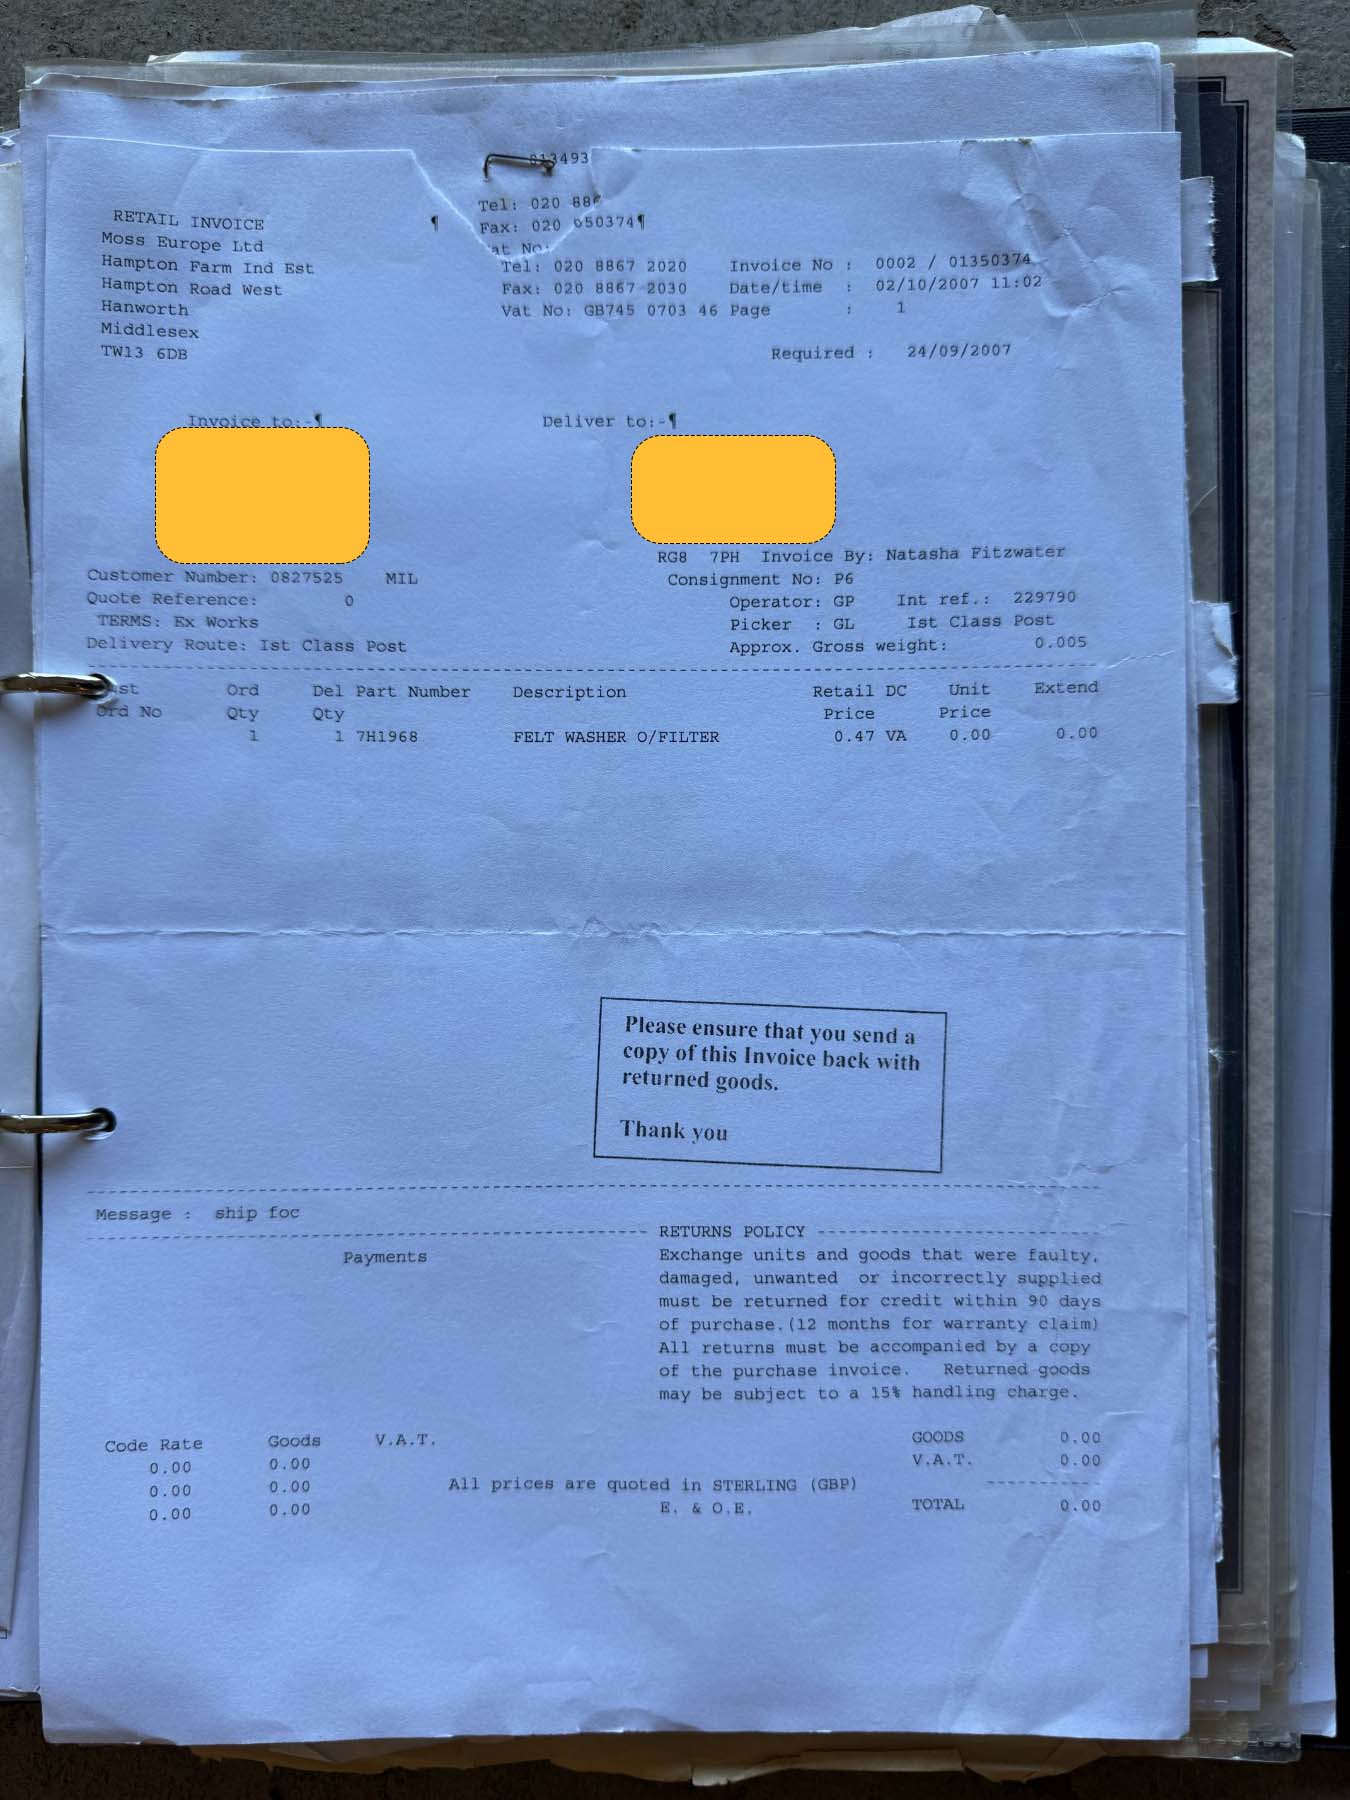 013493
Tel: 020 886
RETAIL INVOICE ¶ Fax: 020 050374¶
Moss Europe Ltd at No:
Hampton Farm Ind Est Tel: 020 8867 2020 Invoice No : 0002 / 01350374
Hampton Road West Fax: 020 8867 2030 Date/time : 02/10/2007 11:02
Hanworth Vat No: GB745 0703 46 Page : 1
Middlesex
TW13 6DB Required : 24/09/2007
Invoice to:-¶ Deliver to:-¶
RG8 7PH Invoice By: Natasha Fitzwater
Customer Number: 0827525 MIL Consignment No: P6
Quote Reference: 0 Operator: GP Int ref.: 229790
TERMS: Ex Works Picker : GL Ist Class Post
Delivery Route: Ist Class Post Approx. Gross weight: 0.005
Ord Del Part Number Description Retail DC Unit Extend
Ord No Qty Qty Price Price
1 1 7H1968 FELT WASHER O/FILTER 0.47 VA 0.00 0.00
Please ensure that you send a
copy of this Invoice back with
returned goods.
Thank you
Message : ship foc
RETURNS POLICY
Payments Exchange units and goods that were faulty,
damaged, unwanted or incorrectly supplied
must be returned for credit within 90 days
of purchase.(12 months for warranty claim)
All returns must be accompanied by a copy
of the purchase invoice. Returned goods
may be subject to a 15% handling charge.
Code Rate Goods V.A.T. GOODS 0.00
0.00 0.00 V.A.T. 0.00
0.00 0.00 All prices are quoted in STERLING (GBP)
0.00 0.00 E. & O.E. TOTAL 0.00